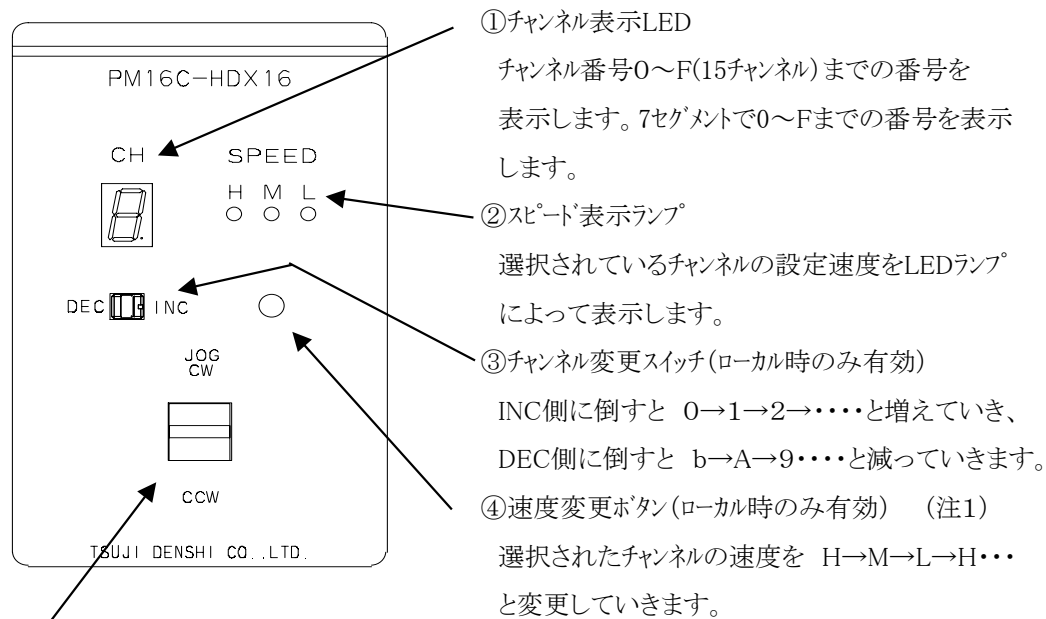 PM16C-HDX16
CH
SPEED
H M L
DEC
INC
JOG
CW
CCW
TSUJI DENSHI CO.,LTD.
①チャンネル表示LED
チャンネル番号0～F(15チャンネル)までの番号を
表示します。7セグメントで0～Fまでの番号を表示
します。
②スピード表示ランプ
選択されているチャンネルの設定速度をLEDランプ
によって表示します。
③チャンネル変更スイッチ(ローカル時のみ有効)
INC側に倒すと 0→1→2→・・・・と増えていき、
DEC側に倒すと b→A→9・・・・と減っていきます。
④速度変更ボタン(ローカル時のみ有効) (注1)
選択されたチャンネルの速度を H→M→L→H・・・
と変更していきます。